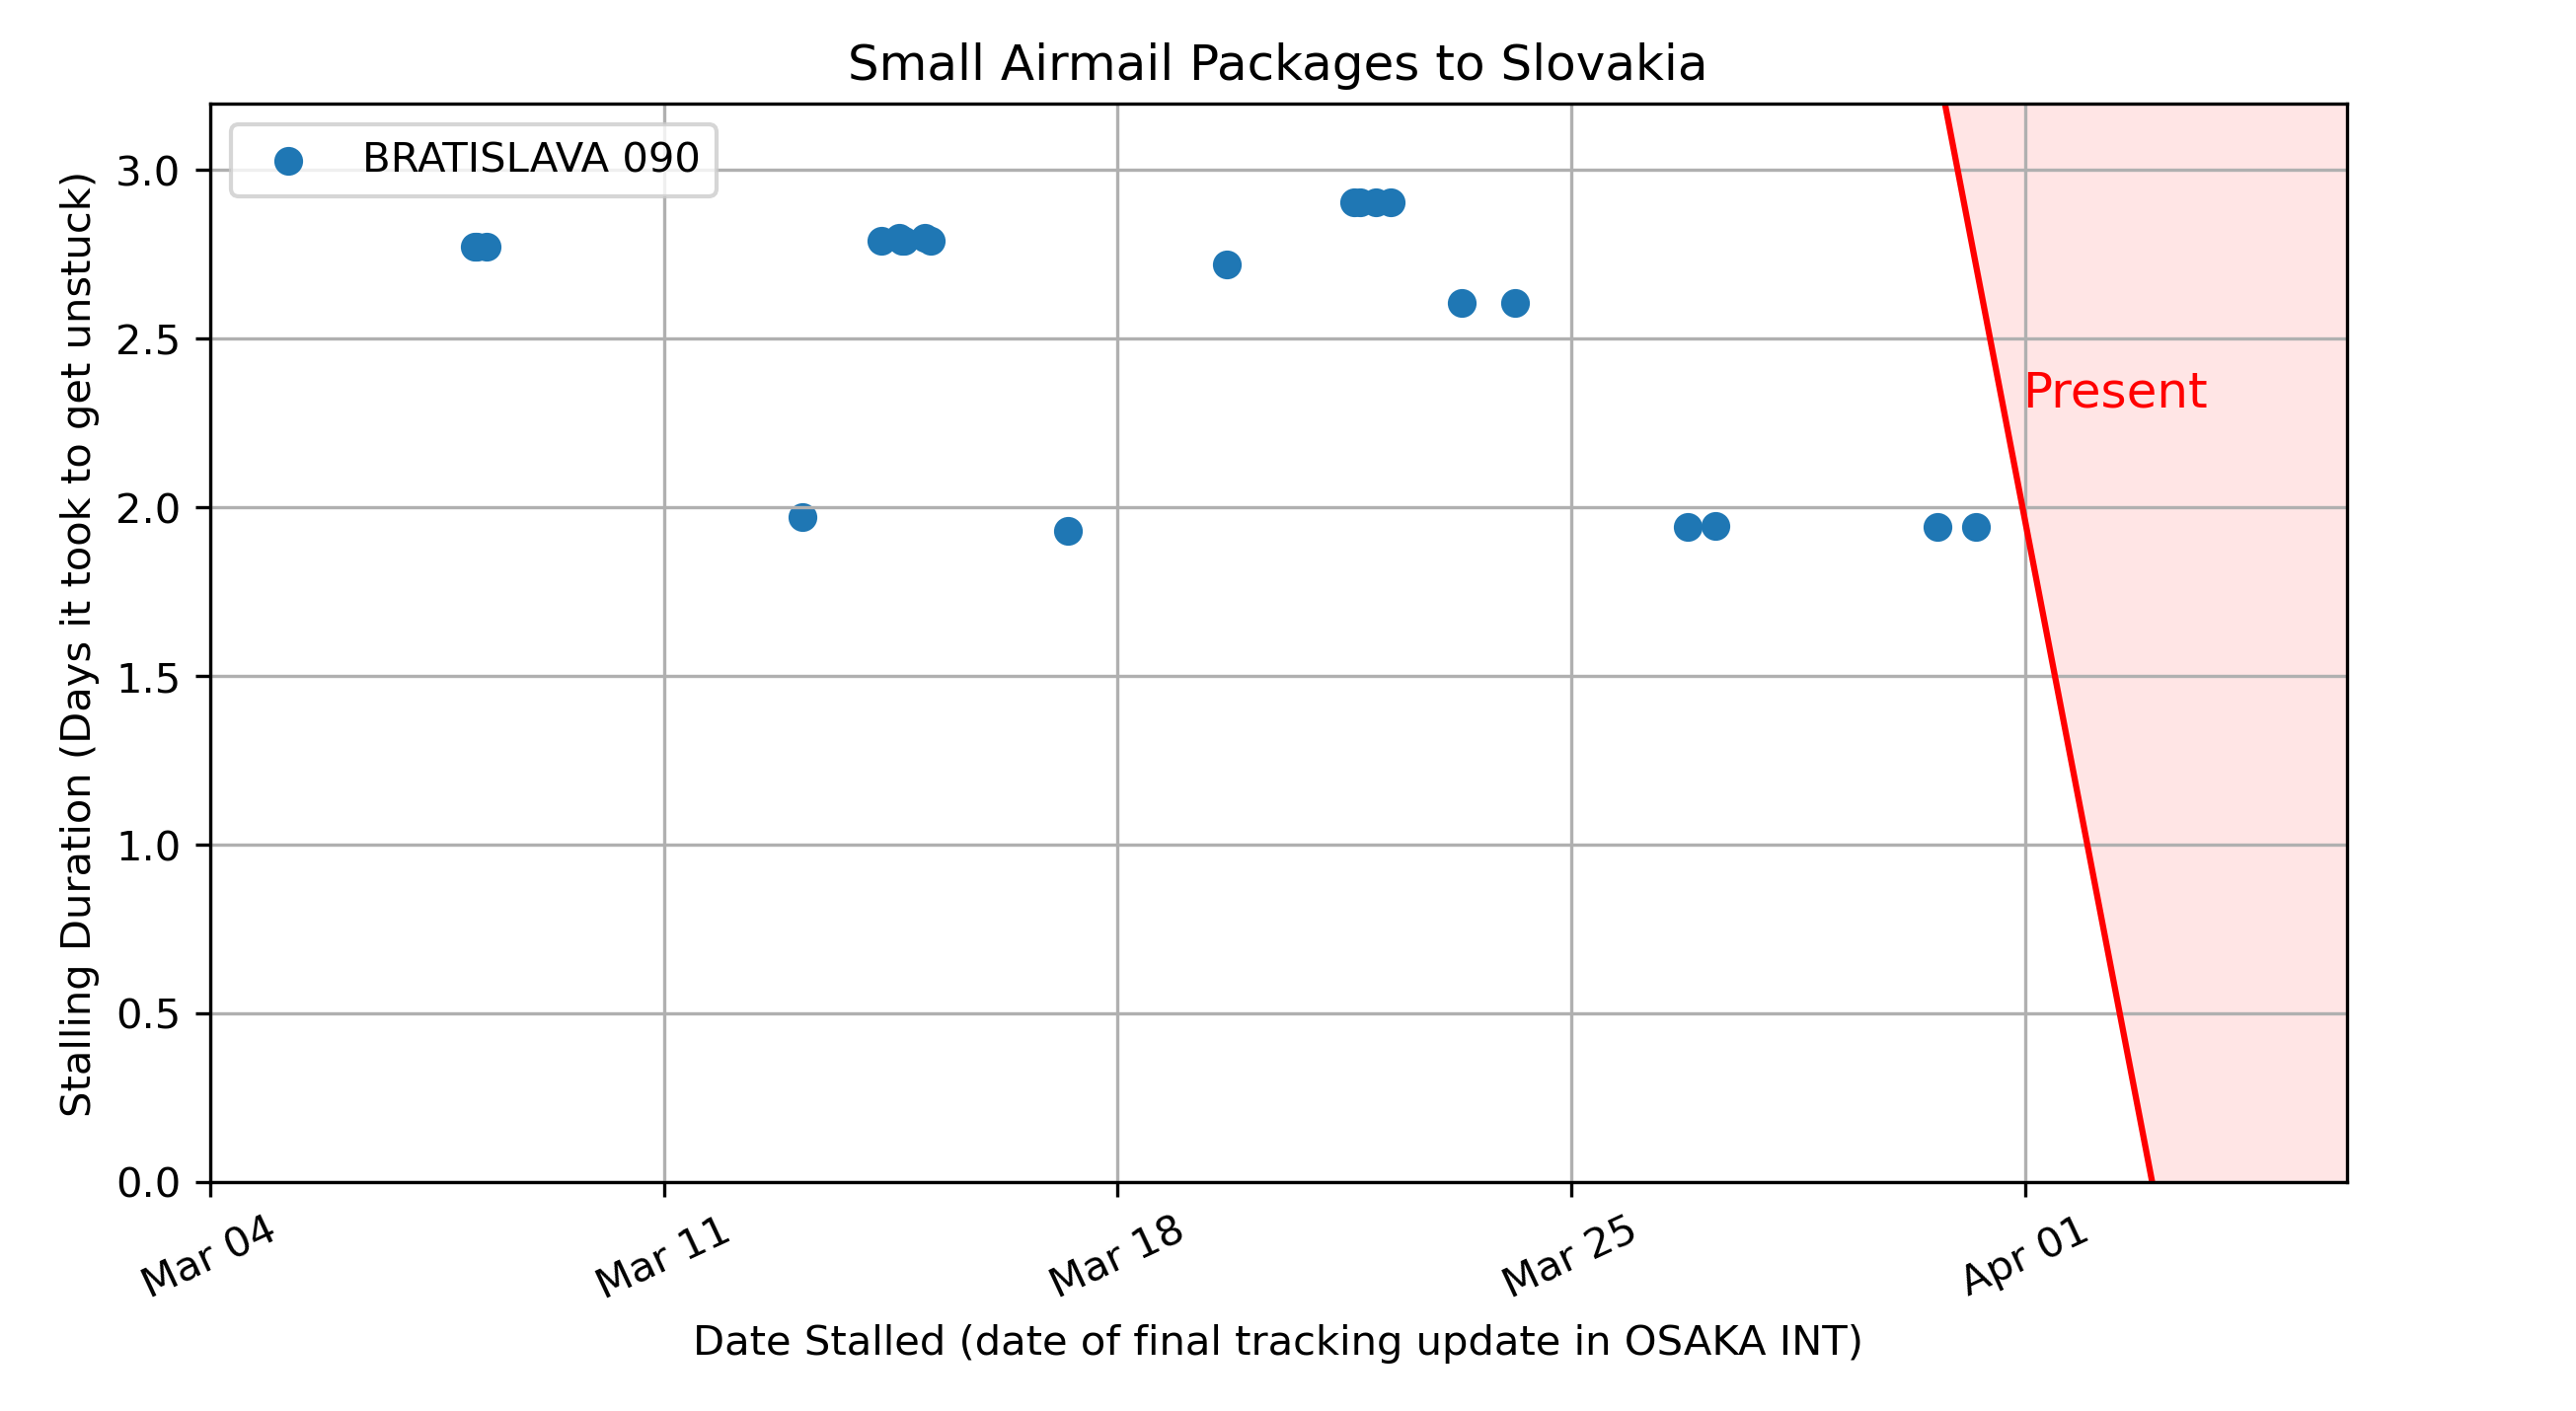 Small Airmail Packages to Slovakia
BRATISLAVA 090
Stalling Duration (Days it took to get unstuck)
3.0
2.5
2.0
1.5
1.0
0.5
0.0
Present
Mar 04
Mar 11
Mar 18
Mar 25
Apr 01
Date Stalled (date of final tracking update in OSAKA INT)